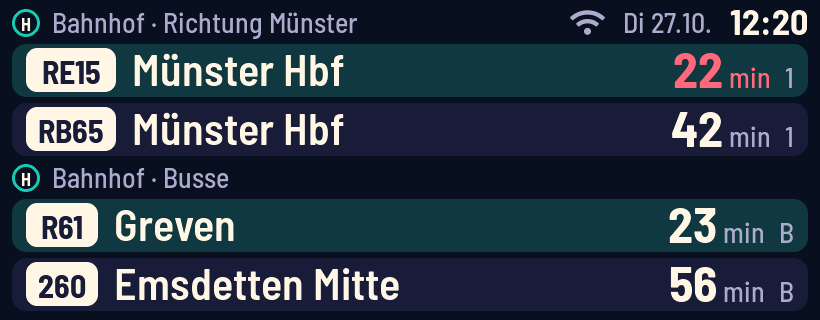 H Bahnhof · Richtung Münster Di 27.10. 12:20
RE15 Münster Hbf 22 min 1
RB65 Münster Hbf 42 min 1
H Bahnhof · Busse
R61 Greven 23 min B
260 Emsdetten Mitte 56 min B